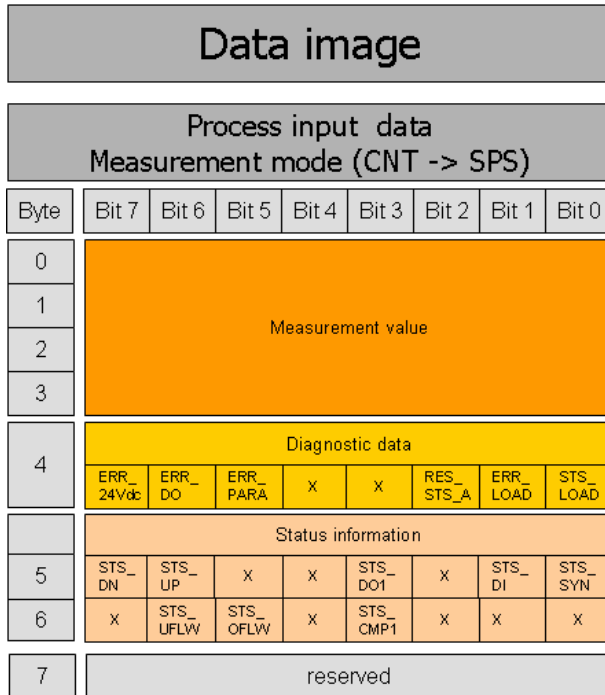 Data image
Process input data
Measurement mode (CNT -> SPS)
Byte Bit 7 Bit 6 Bit 5 Bit 4 Bit 3 Bit 2 Bit 1 Bit 0
0
1
Measurement value
2
3
Diagnostic data
4
ERR_ ERR_ ERR_ X X RES_ ERR_ STS_
24Vdc DO PARA STS_A LOAD LOAD
Status information
5 STS_ STS_ X X STS_ X STS_ STS_
DN UP DO1 DI SYN
6 X STS_ STS_ X STS_ X X X
UFLW OFLW CMP1
7 reserved